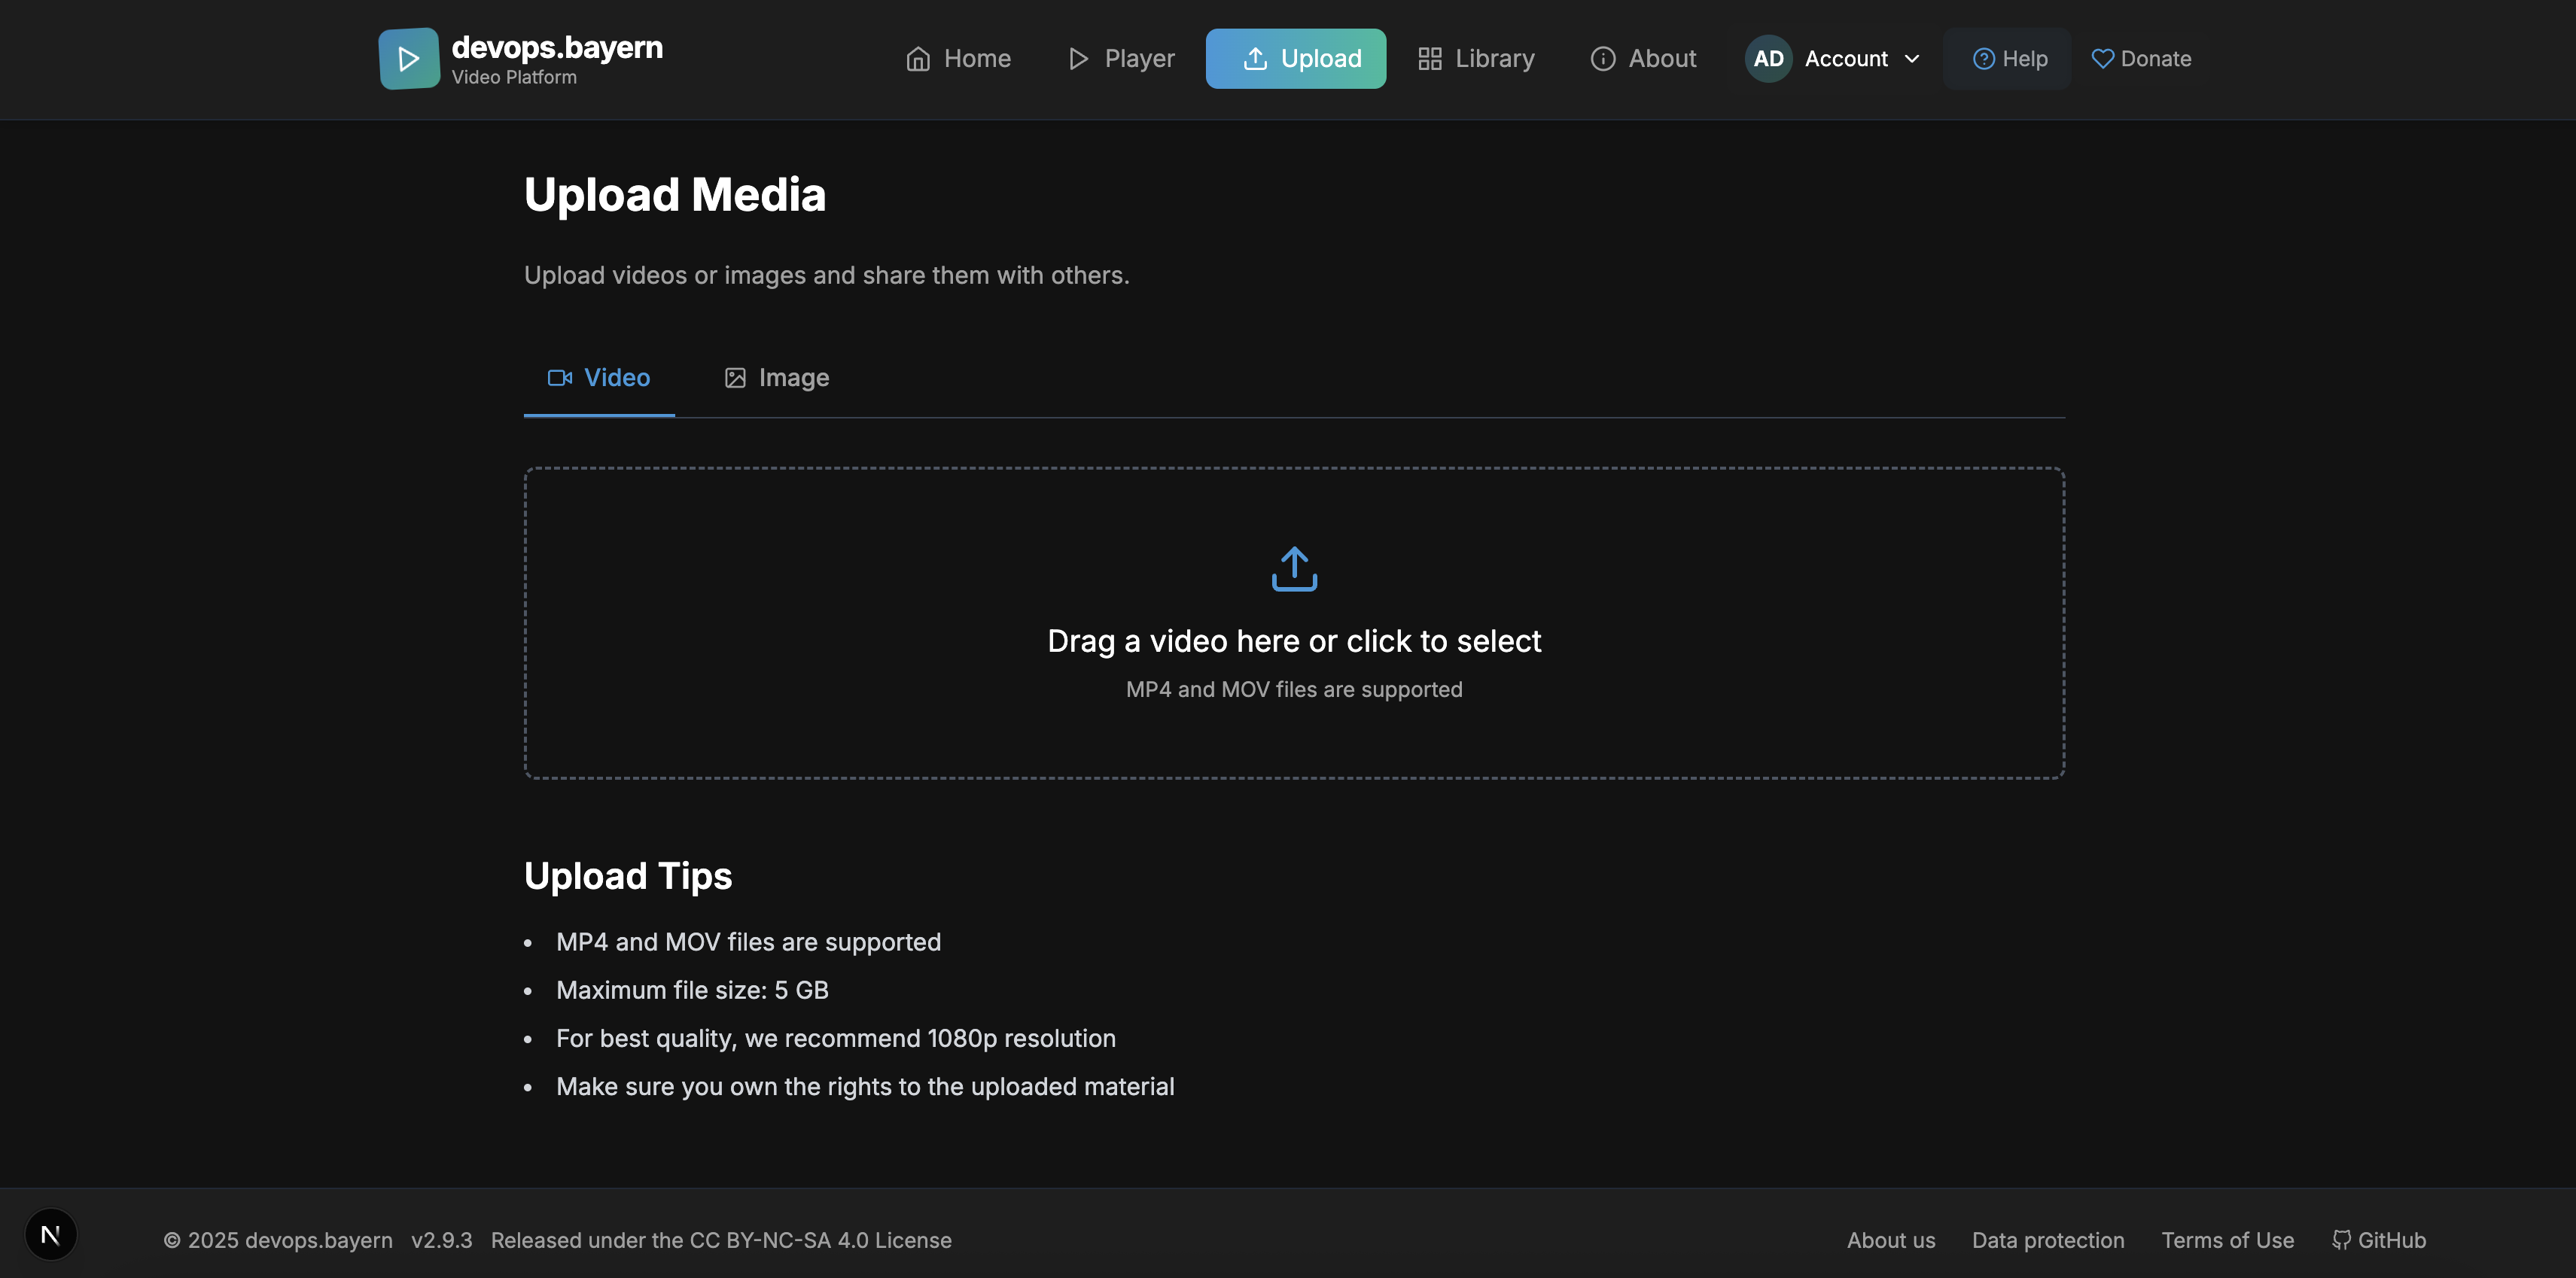 devops.bayern
Video Platform
Home
Player
Upload
Library
About
AD
Account
Help
Donate
Upload Media
Upload videos or images and share them with others.
Video
Image
Drag a video here or click to select
MP4 and MOV files are supported
Upload Tips
• MP4 and MOV files are supported
• Maximum file size: 5 GB
• For best quality, we recommend 1080p resolution
• Make sure you own the rights to the uploaded material
N
© 2025 devops.bayern v2.9.3 Released under the CC BY-NC-SA 4.0 License
About us
Data protection
Terms of Use
GitHub